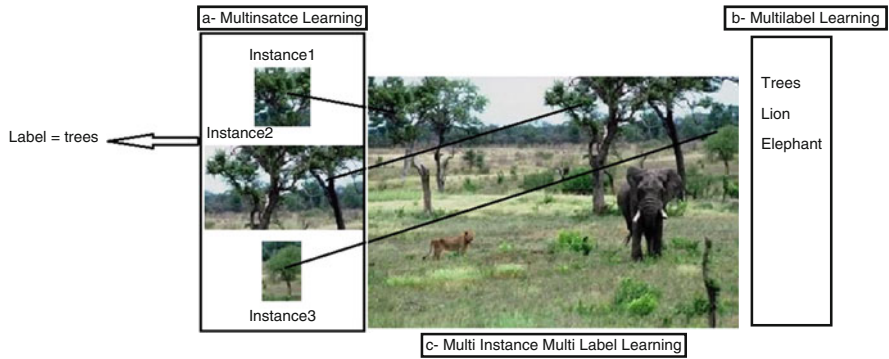 a- Multinsatce Learning
b- Multilabel Learning
Instance1
Instance2
Label = trees
Instance3
Trees
Lion
Elephant
c- Multi Instance Multi Label Learning